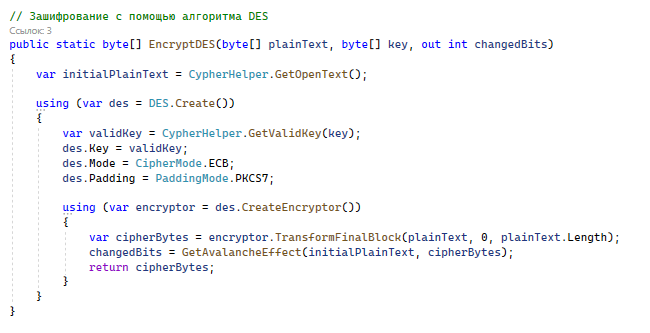 // Зашифрование с помощью алгоритма DES
Ссылок: 3
public static byte[] EncryptDES(byte[] plainText, byte[] key, out int changedBits)
{
    var initialPlainText = CypherHelper.GetOpenText();
    using (var des = DES.Create())
    {
        var validKey = CypherHelper.GetValidKey(key);
        des.Key = validKey;
        des.Mode = CipherMode.ECB;
        des.Padding = PaddingMode.PKCS7;
        using (var encryptor = des.CreateEncryptor())
        {
            var cipherBytes = encryptor.TransformFinalBlock(plainText, 0, plainText.Length);
            changedBits = GetAvalancheEffect(initialPlainText, cipherBytes);
            return cipherBytes;
        }
    }
}